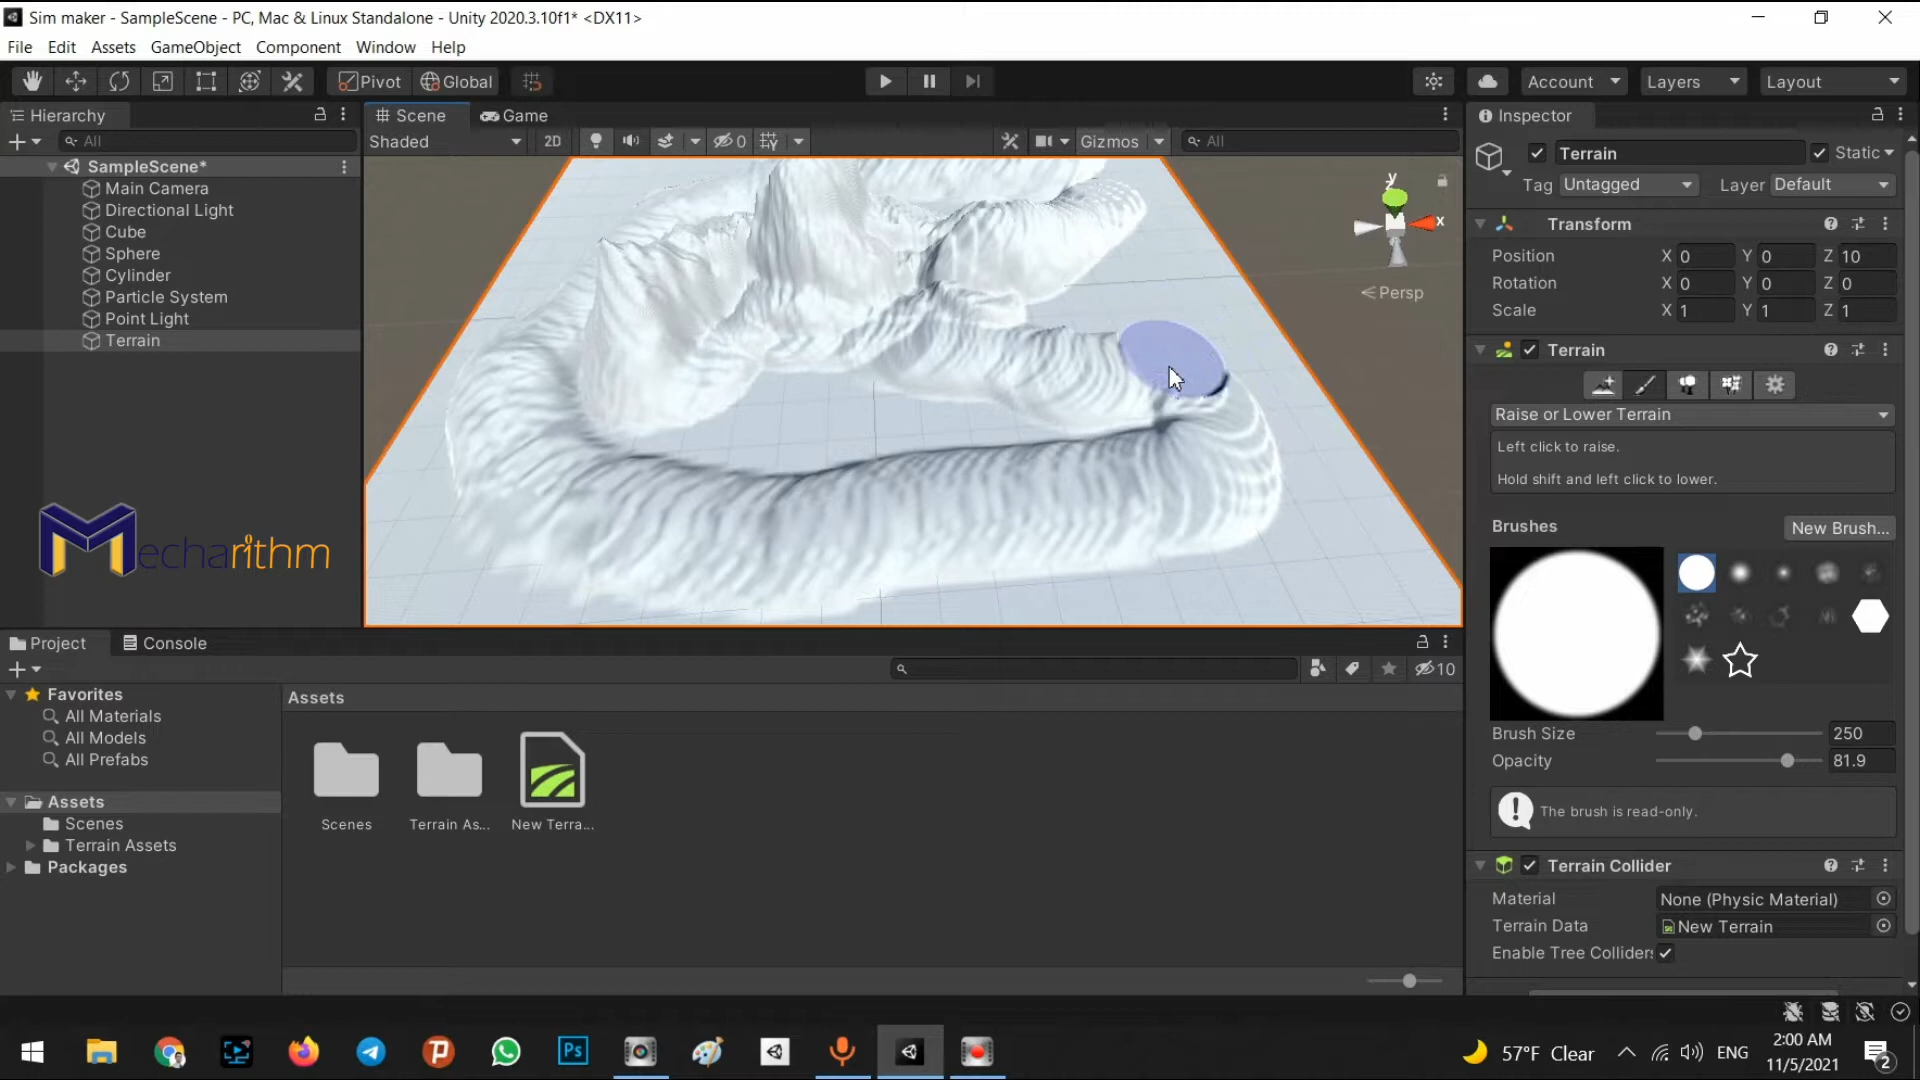 Sim maker - SampleScene - PC, Mac & Linux Standalone - Unity 2020.3.10f1* <DX11>
File Edit Assets GameObject Component Window Help
Pivot Global Account Layers Layout
Hierarchy
All
SampleScene*
Main Camera
Directional Light
Cube
Sphere
Cylinder
Particle System
Point Light
Terrain
Mecharithm
Scene Game
Shaded 2D 0 Gizmos All
y
x
Persp
Inspector
Terrain Static
Tag Untagged Layer Default
Transform
Position X 0 Y 0 Z 10
Rotation X 0 Y 0 Z 0
Scale X 1 Y 1 Z 1
Terrain
Raise or Lower Terrain
Left click to raise.
Hold shift and left click to lower.
Brushes New Brush...
Brush Size 250
Opacity 81.9
The brush is read-only.
Terrain Collider
Material None (Physic Material)
Terrain Data New Terrain
Enable Tree Colliders
Project Console
10
Favorites
All Materials
All Models
All Prefabs
Assets
Scenes
Terrain Assets
Packages
Assets
Scenes Terrain As... New Terra...
Ps
57°F Clear ENG 2:00 AM
11/5/2021
2